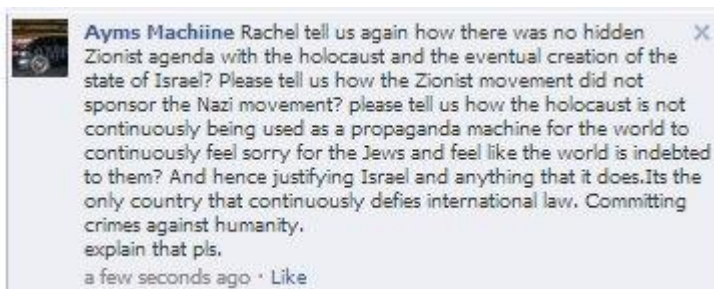 Ayms Machiine Rachel tell us again how there was no hidden
Zionist agenda with the holocaust and the eventual creation of the
state of Israel? Please tell us how the Zionist movement did not
sponsor the Nazi movement? please tell us how the holocaust is not
continuously being used as a propaganda machine for the world to
continuously feel sorry for the Jews and feel like the world is indebted
to them? And hence justifying Israel and anything that it does.Its the
only country that continuously defies international law. Committing
crimes against humanity.
explain that pls.
a few seconds ago · Like